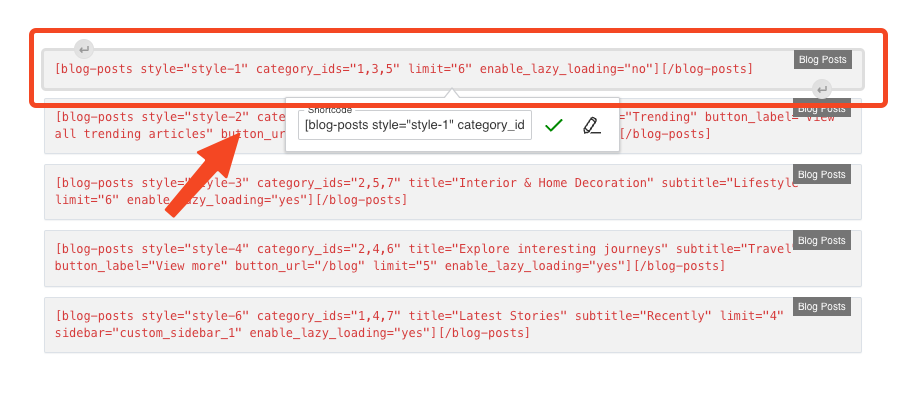 Blog Posts
[blog-posts style="style-1" category_ids="1,3,5" limit="6" enable_lazy_loading="no"][/blog-posts]
Blog Posts
[blog-posts style="style-2" cate ="Trending" button_label="View
all trending articles" button_ur [/blog-posts]
Shortcode
[blog-posts style="style-1" category_id
Blog Posts
[blog-posts style="style-3" category_ids="2,5,7" title="Interior & Home Decoration" subtitle="Lifestyle"
limit="6" enable_lazy_loading="yes"][/blog-posts]
Blog Posts
[blog-posts style="style-4" category_ids="2,4,6" title="Explore interesting journeys" subtitle="Travel"
button_label="View more" button_url="/blog" limit="5" enable_lazy_loading="yes"][/blog-posts]
Blog Posts
[blog-posts style="style-6" category_ids="1,4,7" title="Latest Stories" subtitle="Recently" limit="4"
sidebar="custom_sidebar_1" enable_lazy_loading="yes"][/blog-posts]